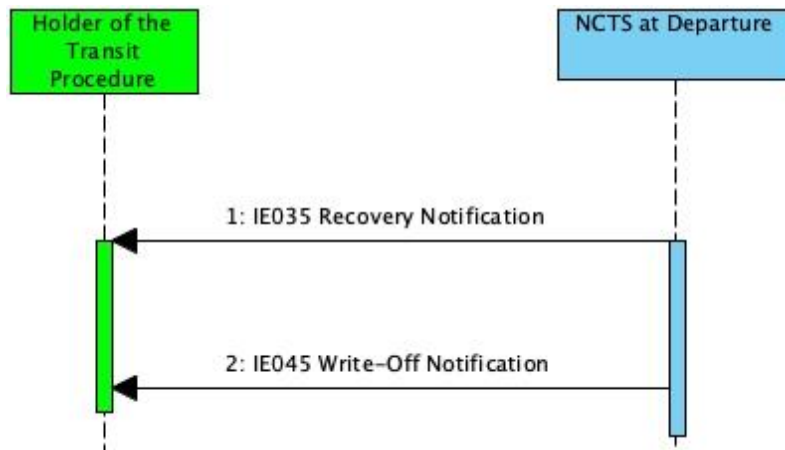 Holder of the
Transit
Procedure
NCTS at Departure
1: IE035 Recovery Notification
2: IE045 Write-Off Notification